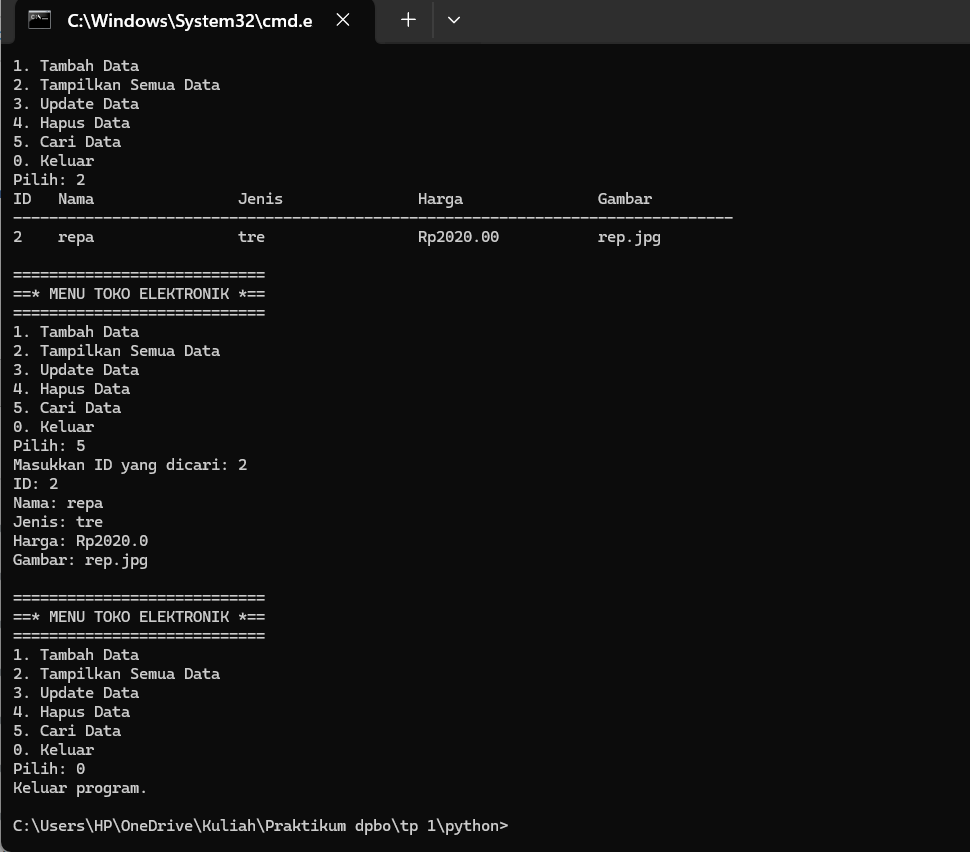 C:\Windows\System32\cmd.e
1. Tambah Data
2. Tampilkan Semua Data
3. Update Data
4. Hapus Data
5. Cari Data
0. Keluar
Pilih: 2
ID   Nama                Jenis               Harga               Gambar
--------------------------------------------------------------------------------
2    repa                tre                 Rp2020.00           rep.jpg
============================
==* MENU TOKO ELEKTRONIK *==
============================
1. Tambah Data
2. Tampilkan Semua Data
3. Update Data
4. Hapus Data
5. Cari Data
0. Keluar
Pilih: 5
Masukkan ID yang dicari: 2
ID: 2
Nama: repa
Jenis: tre
Harga: Rp2020.0
Gambar: rep.jpg
============================
==* MENU TOKO ELEKTRONIK *==
============================
1. Tambah Data
2. Tampilkan Semua Data
3. Update Data
4. Hapus Data
5. Cari Data
0. Keluar
Pilih: 0
Keluar program.
C:\Users\HP\OneDrive\Kuliah\Praktikum dpbo\tp 1\python>